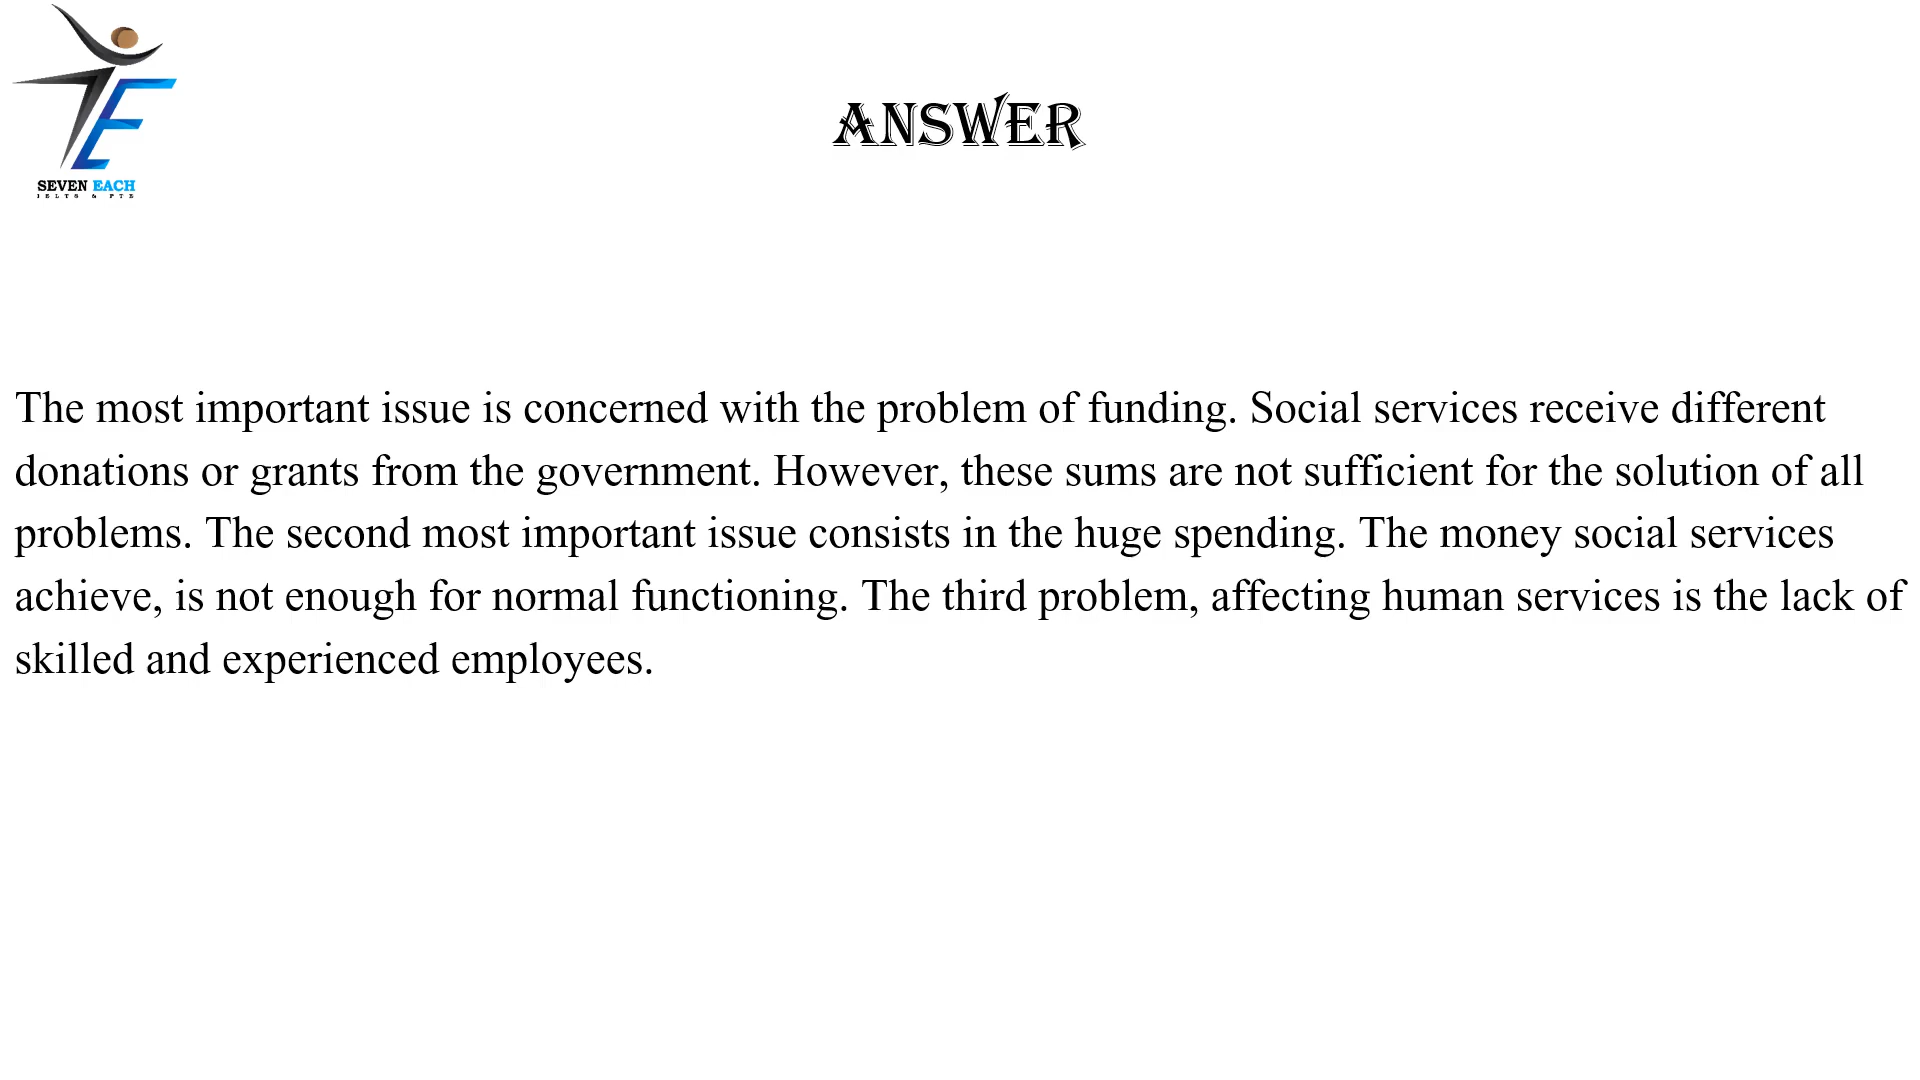 SEVEN EACH
IELTS & PTE
ANSWER
The most important issue is concerned with the problem of funding. Social services receive different
donations or grants from the government. However, these sums are not sufficient for the solution of all
problems. The second most important issue consists in the huge spending. The money social services
achieve, is not enough for normal functioning. The third problem, affecting human services is the lack of
skilled and experienced employees.